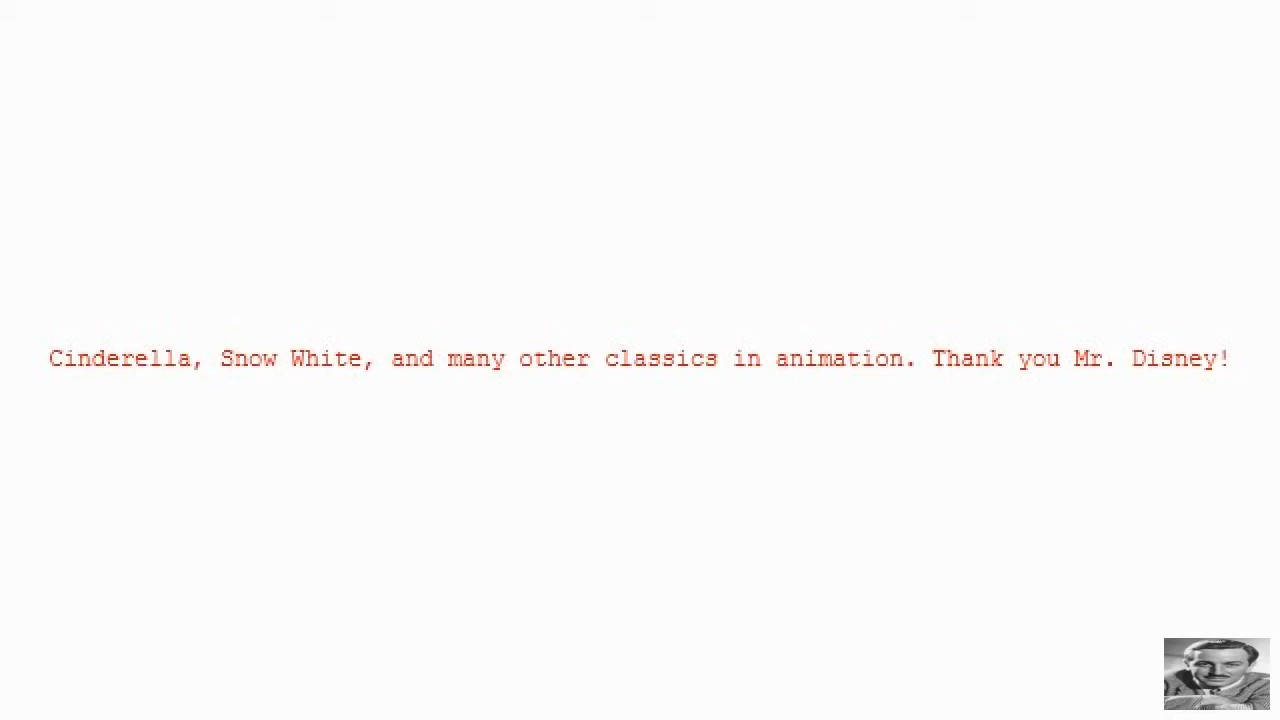 Cinderella, Snow White, and many other classics in animation. Thank you Mr. Disney!